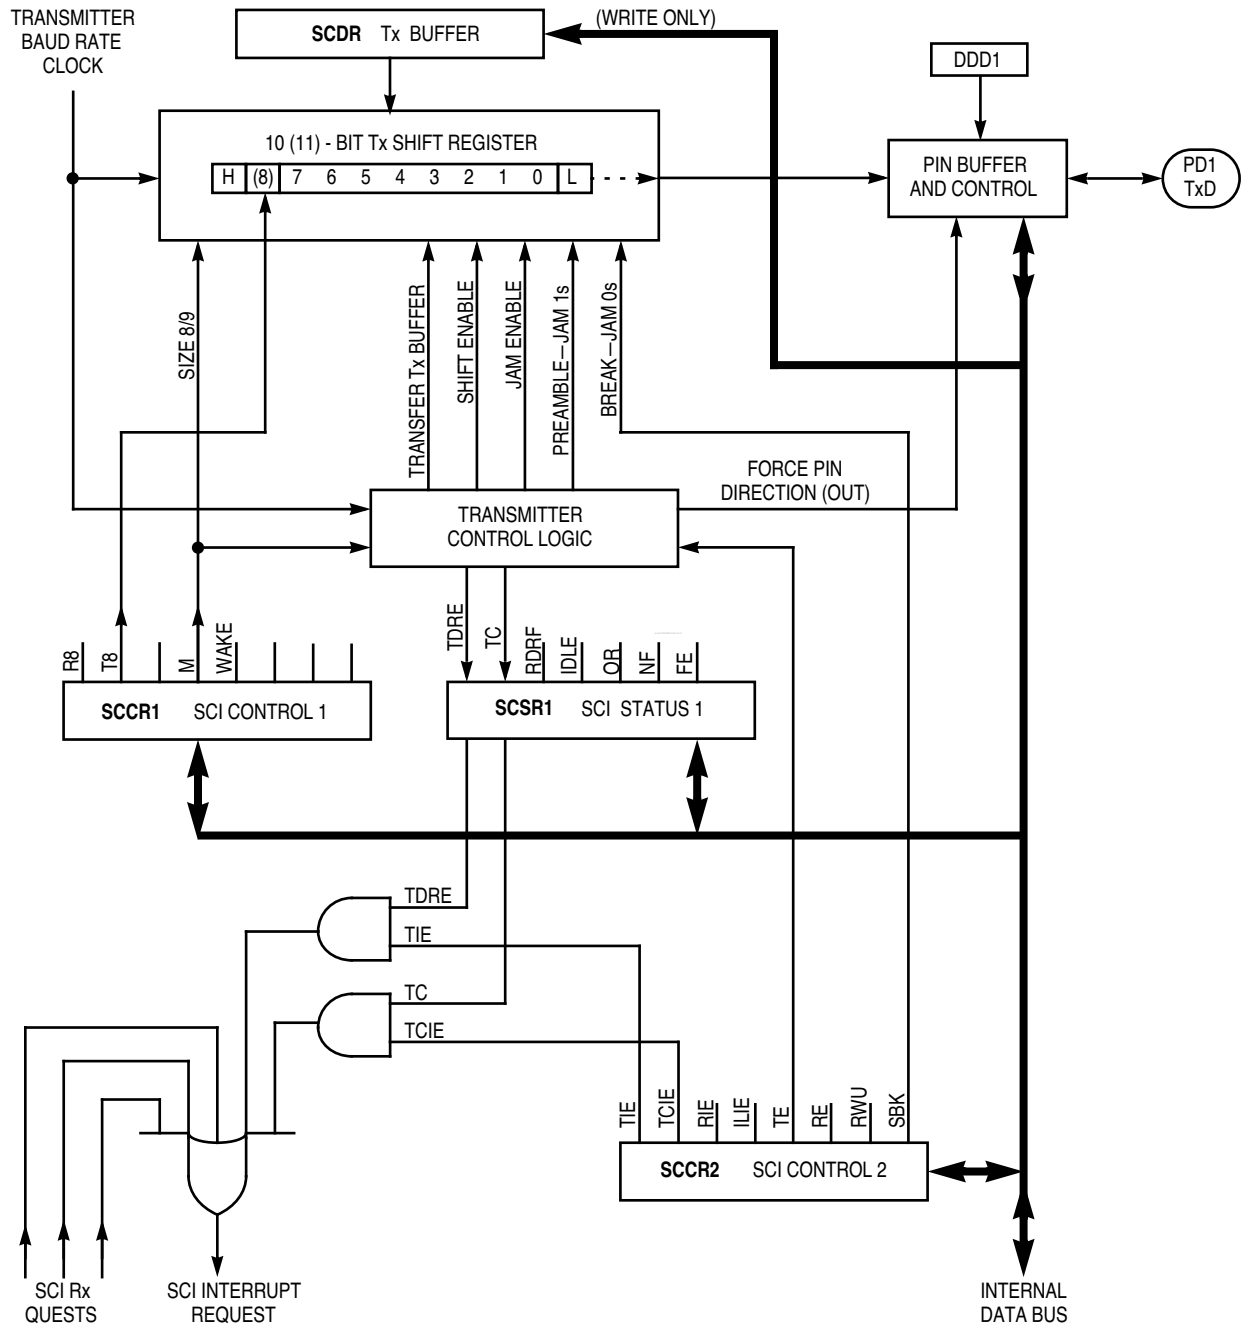 TRANSMITTER
BAUD RATE
CLOCK
SCDR Tx BUFFER
(WRITE ONLY)
DDD1
10 (11) - BIT Tx SHIFT REGISTER
H (8) 7 6 5 4 3 2 1 0 L
PIN BUFFER
AND CONTROL
PD1
TxD
SIZE 8/9
TRANSFER Tx BUFFER
SHIFT ENABLE
JAM ENABLE
PREAMBLE—JAM 1s
BREAK—JAM 0s
FORCE PIN
DIRECTION (OUT)
TRANSMITTER
CONTROL LOGIC
TDRE
TC
R8
T8
M
WAKE
RDRF
IDLE
OR
NF
FE
SCCR1 SCI CONTROL 1
SCSR1 SCI STATUS 1
TDRE
TIE
TC
TCIE
TIE
TCIE
RIE
ILIE
TE
RE
RWU
SBK
SCCR2 SCI CONTROL 2
SCI Rx
QUESTS
SCI INTERRUPT
REQUEST
INTERNAL
DATA BUS